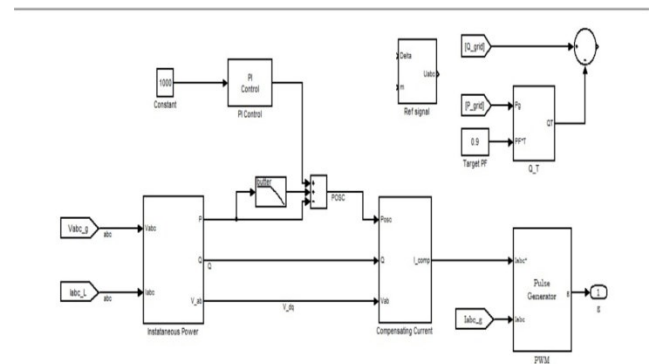 1000
Constant
PI
Control
PI Control
Delta
m
Uabc
Ref signal
[Q_grid]
[P_grid]
Pg
PF*T
QT
0.9
Target PF
Q_T
butter
POSC
Vabc_g
abc
Iabc_L
abc
Vabc
Iabc
P
Q
V_ab
Instataneous Power
Q
V_dq
Posc
Q
Vab
I_comp
Compensating Current
Iabc*
Pulse
Generator
Iabc
g
PWM
Iabc_g
1
g